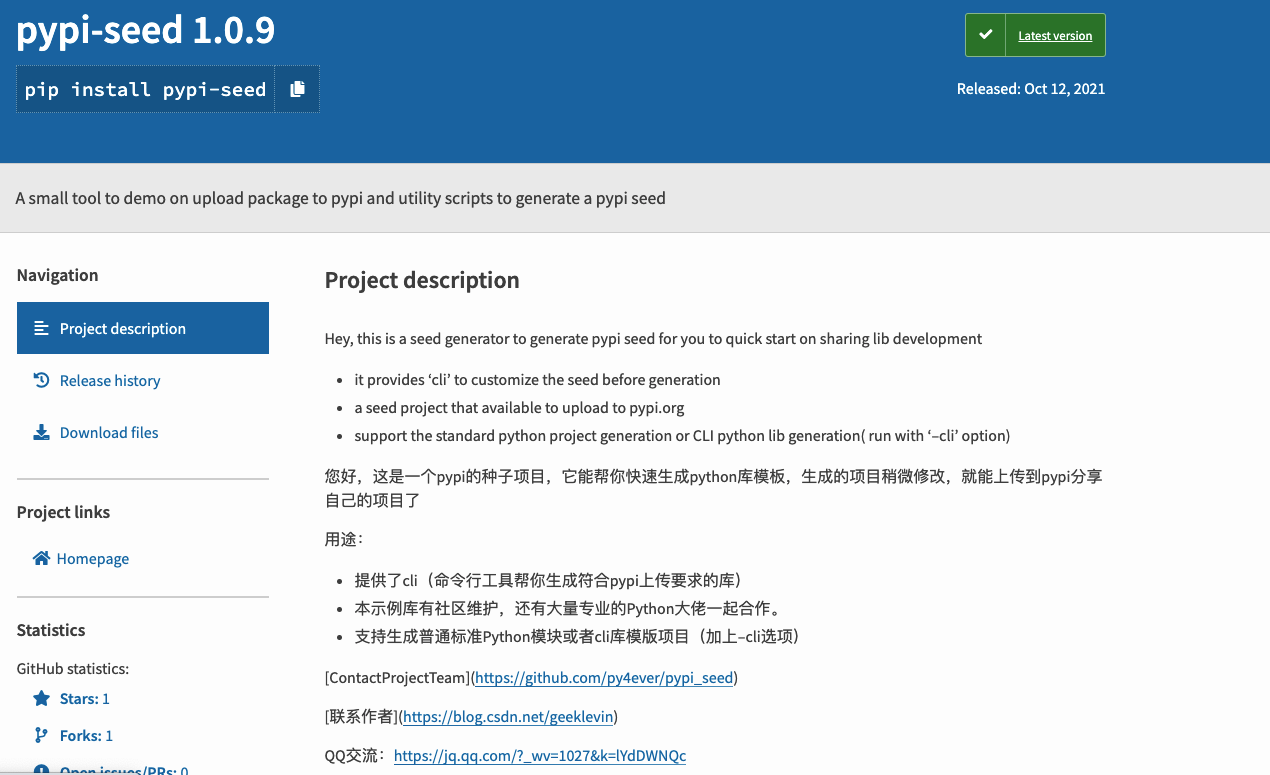 pypi-seed 1.0.9
Latest version
pip install pypi-seed
Released: Oct 12, 2021
A small tool to demo on upload package to pypi and utility scripts to generate a pypi seed
Navigation
Project description
Release history
Download files
Project links
Homepage
Statistics
GitHub statistics:
Stars: 1
Forks: 1
Open issues/PRs: 0
Project description
Hey, this is a seed generator to generate pypi seed for you to quick start on sharing lib development
it provides ‘cli’ to customize the seed before generation
a seed project that available to upload to pypi.org
support the standard python project generation or CLI python lib generation( run with ‘–cli’ option)
您好，这是一个pypi的种子项目，它能帮你快速生成python库模板，生成的项目稍微修改，就能上传到pypi分享
自己的项目了
用途：
提供了cli（命令行工具帮你生成符合pypi上传要求的库）
本示例库有社区维护，还有大量专业的Python大佬一起合作。
支持生成普通标准Python模块或者cli库模版项目（加上–cli选项）
[ContactProjectTeam](https://github.com/py4ever/pypi_seed)
[联系作者](https://blog.csdn.net/geeklevin)
QQ交流：https://jq.qq.com/?_wv=1027&k=lYdDWNQc